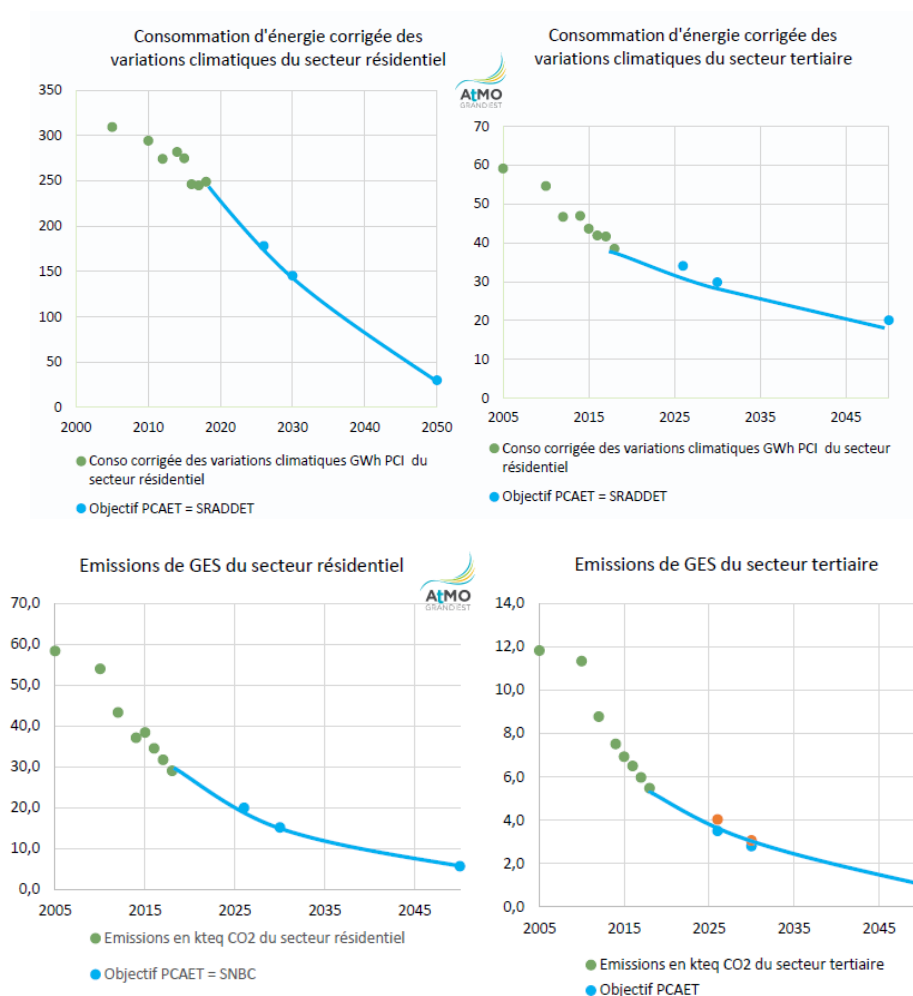 Consommation d'énergie corrigée des
variations climatiques du secteur résidentiel
AtMO
GRAND EST
350
300
250
200
150
100
50
0
2000
2010
2020
2030
2040
2050
Conso corrigée des variations climatiques GWh PCI du
secteur résidentiel
Objectif PCAET = SRADDET
Consommation d'énergie corrigée des
variations climatiques du secteur tertiaire
70
60
50
40
30
20
10
0
2005
2015
2025
2035
2045
Conso corrigée des variations climatiques GWh PCI du secteur
résidentiel
Objectif PCAET = SRADDET
Emissions de GES du secteur résidentiel
AtMO
GRAND EST
70,0
60,0
50,0
40,0
30,0
20,0
10,0
0,0
2005
2015
2025
2035
2045
Emissions en kteq CO2 du secteur résidentiel
Objectif PCAET = SNBC
Emissions de GES du secteur tertiaire
14,0
12,0
10,0
8,0
6,0
4,0
2,0
0,0
2005
2015
2025
2035
2045
Emissions en kteq CO2 du secteur tertiaire
Objectif PCAET